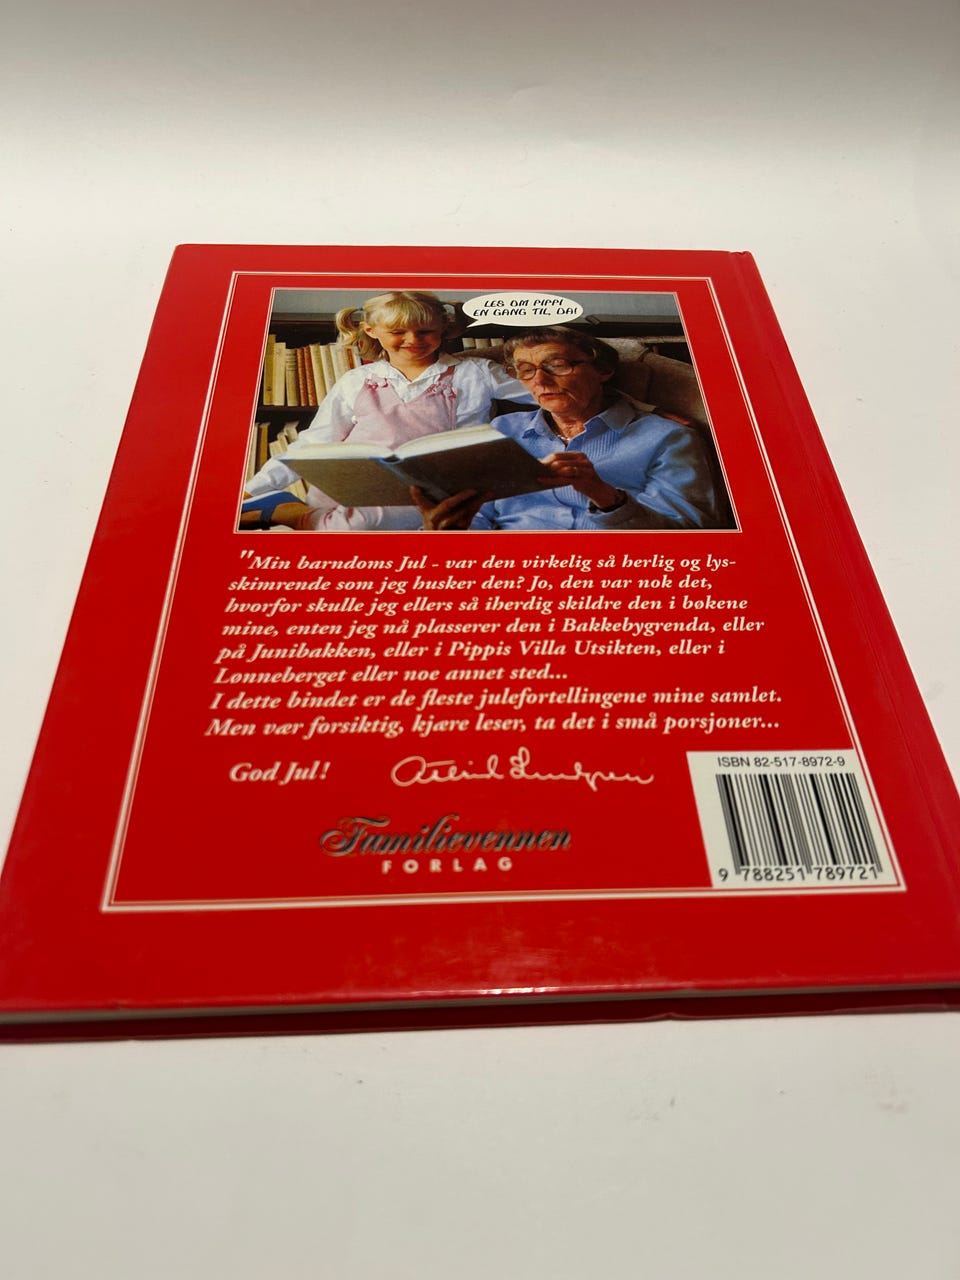 LES OM PIPPI
EN GANG TIL, DA!
"Min barndoms Jul - var den virkelig så herlig og lys-
skimrende som jeg husker den? Jo, den var nok det,
hvorfor skulle jeg ellers så iherdig skildre den i bøkene
mine, enten jeg nå plasserer den i Bakkebygrenda, eller
på Junibakken, eller i Pippis Villa Utsikten, eller i
Lønneberget eller noe annet sted...
I dette bindet er de fleste julefortellingene mine samlet.
Men vær forsiktig, kjære leser, ta det i små porsjoner...
God Jul!
Astrid Lindgren
Familievennen
FORLAG
ISBN 82-517-8972-9
9 788251 789721